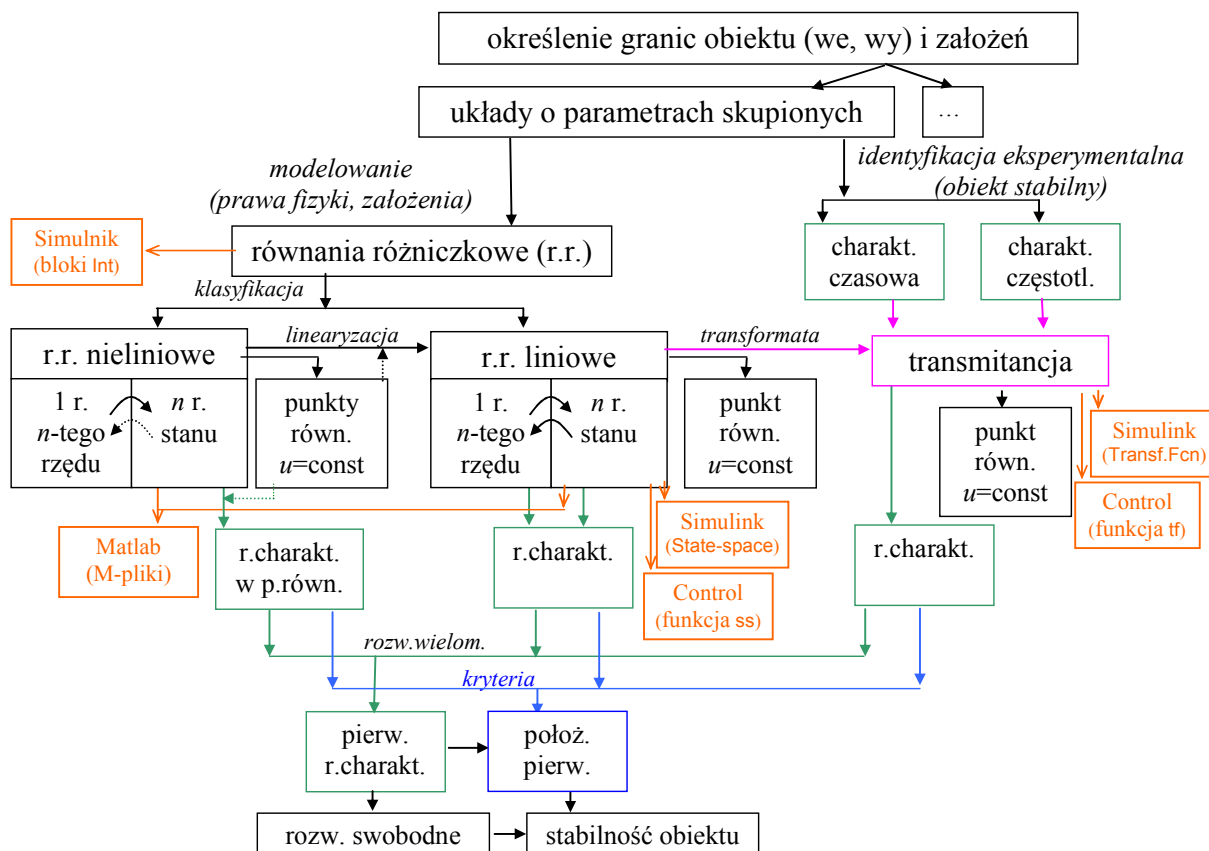 określenie granic obiektu (we, wy) i założeń
układy o parametrach skupionych
...
modelowanie
(prawa fizyki, założenia)
identyfikacja eksperymentalna
(obiekt stabilny)
Simulnik
(bloki Int)
równania różniczkowe (r.r.)
charakt.
czasowa
charakt.
częstotl.
klasyfikacja
r.r. nieliniowe
linearyzacja
r.r. liniowe
transformata
transmitancja
1 r.
n-tego
rzędu
n r.
stanu
punkty
równ.
u=const
1 r.
n-tego
rzędu
n r.
stanu
punkt
równ.
u=const
punkt
równ.
u=const
Simulink
(Transf.Fcn)
Control
(funkcja tf)
Matlab
(M-pliki)
r.charakt.
w p.równ.
r.charakt.
Simulink
(State-space)
Control
(funkcja ss)
r.charakt.
rozw.wielom.
kryteria
pierw.
r.charakt.
położ.
pierw.
rozw. swobodne
stabilność obiektu